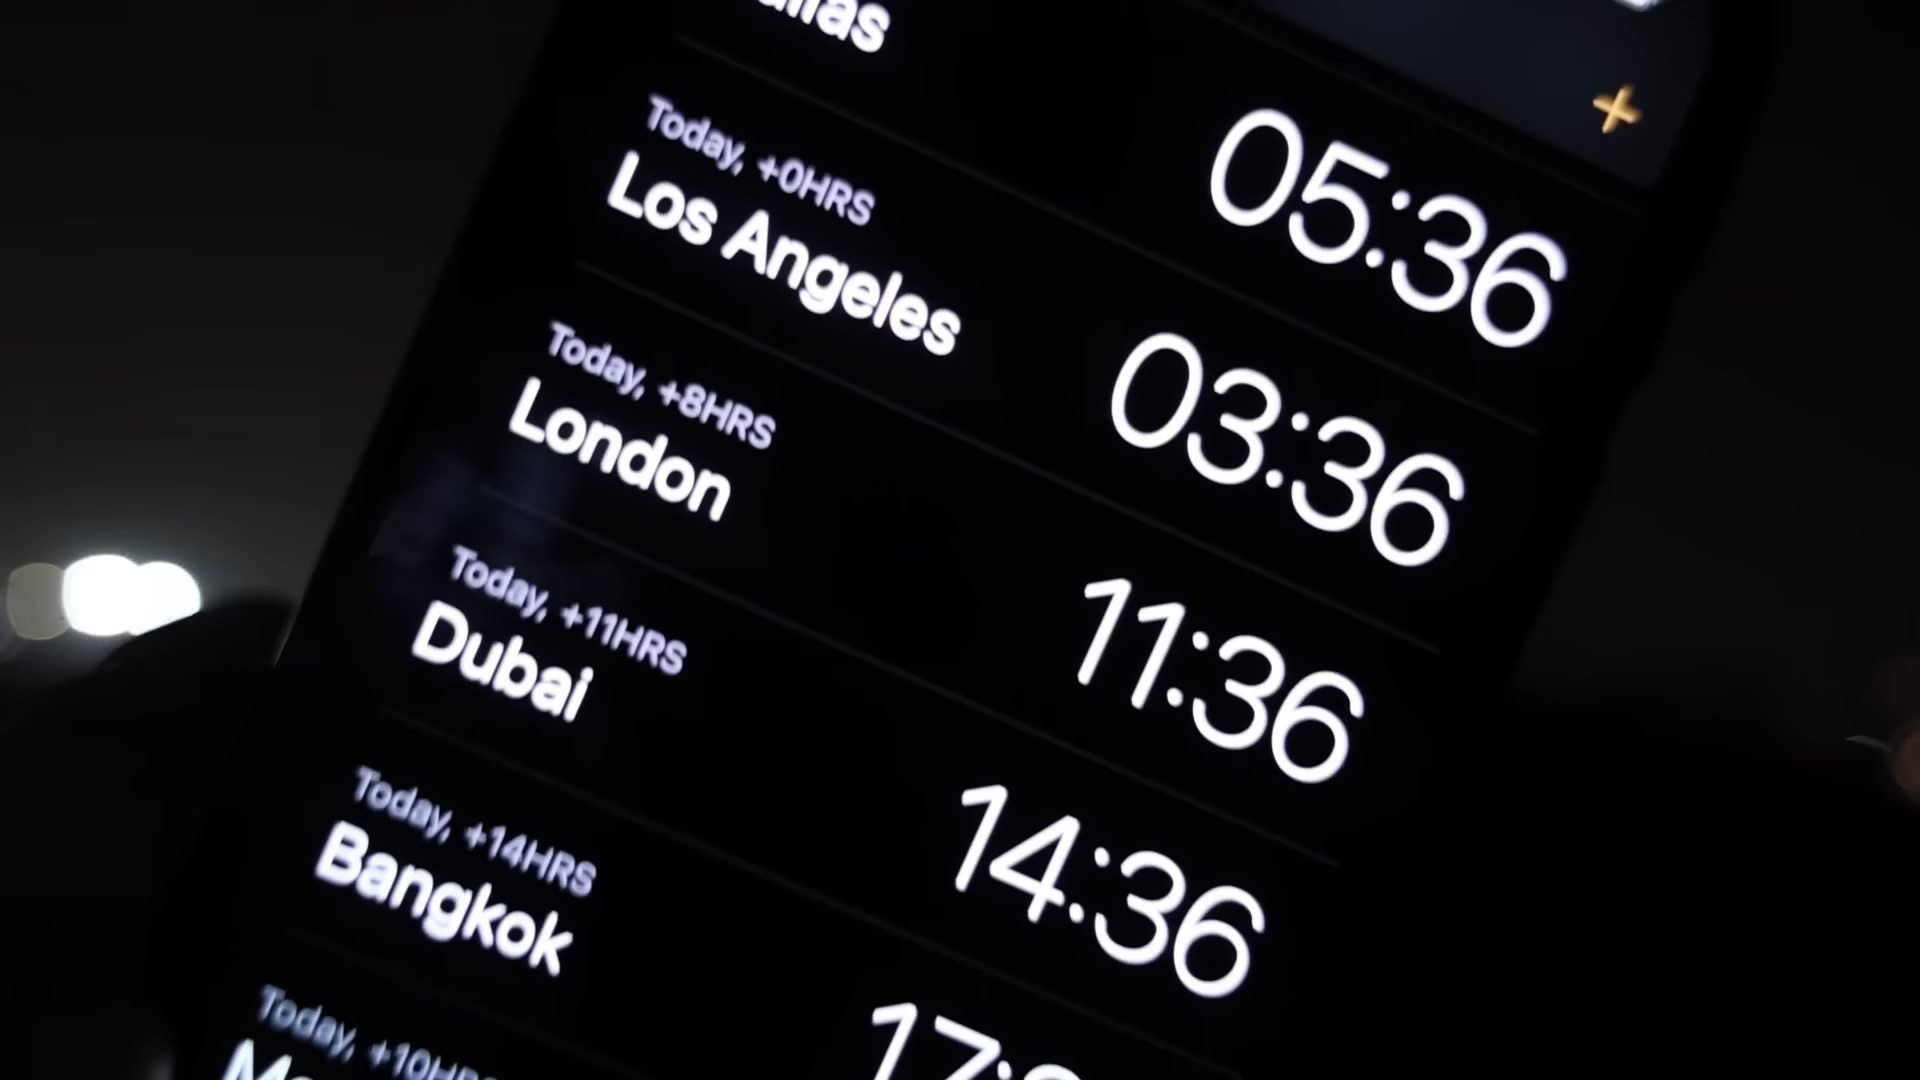 05:36
Today, +0HRS
Los Angeles
03:36
Today, +8HRS
London
11:36
Today, +11HRS
Dubai
14:36
Today, +14HRS
Bangkok
Today,